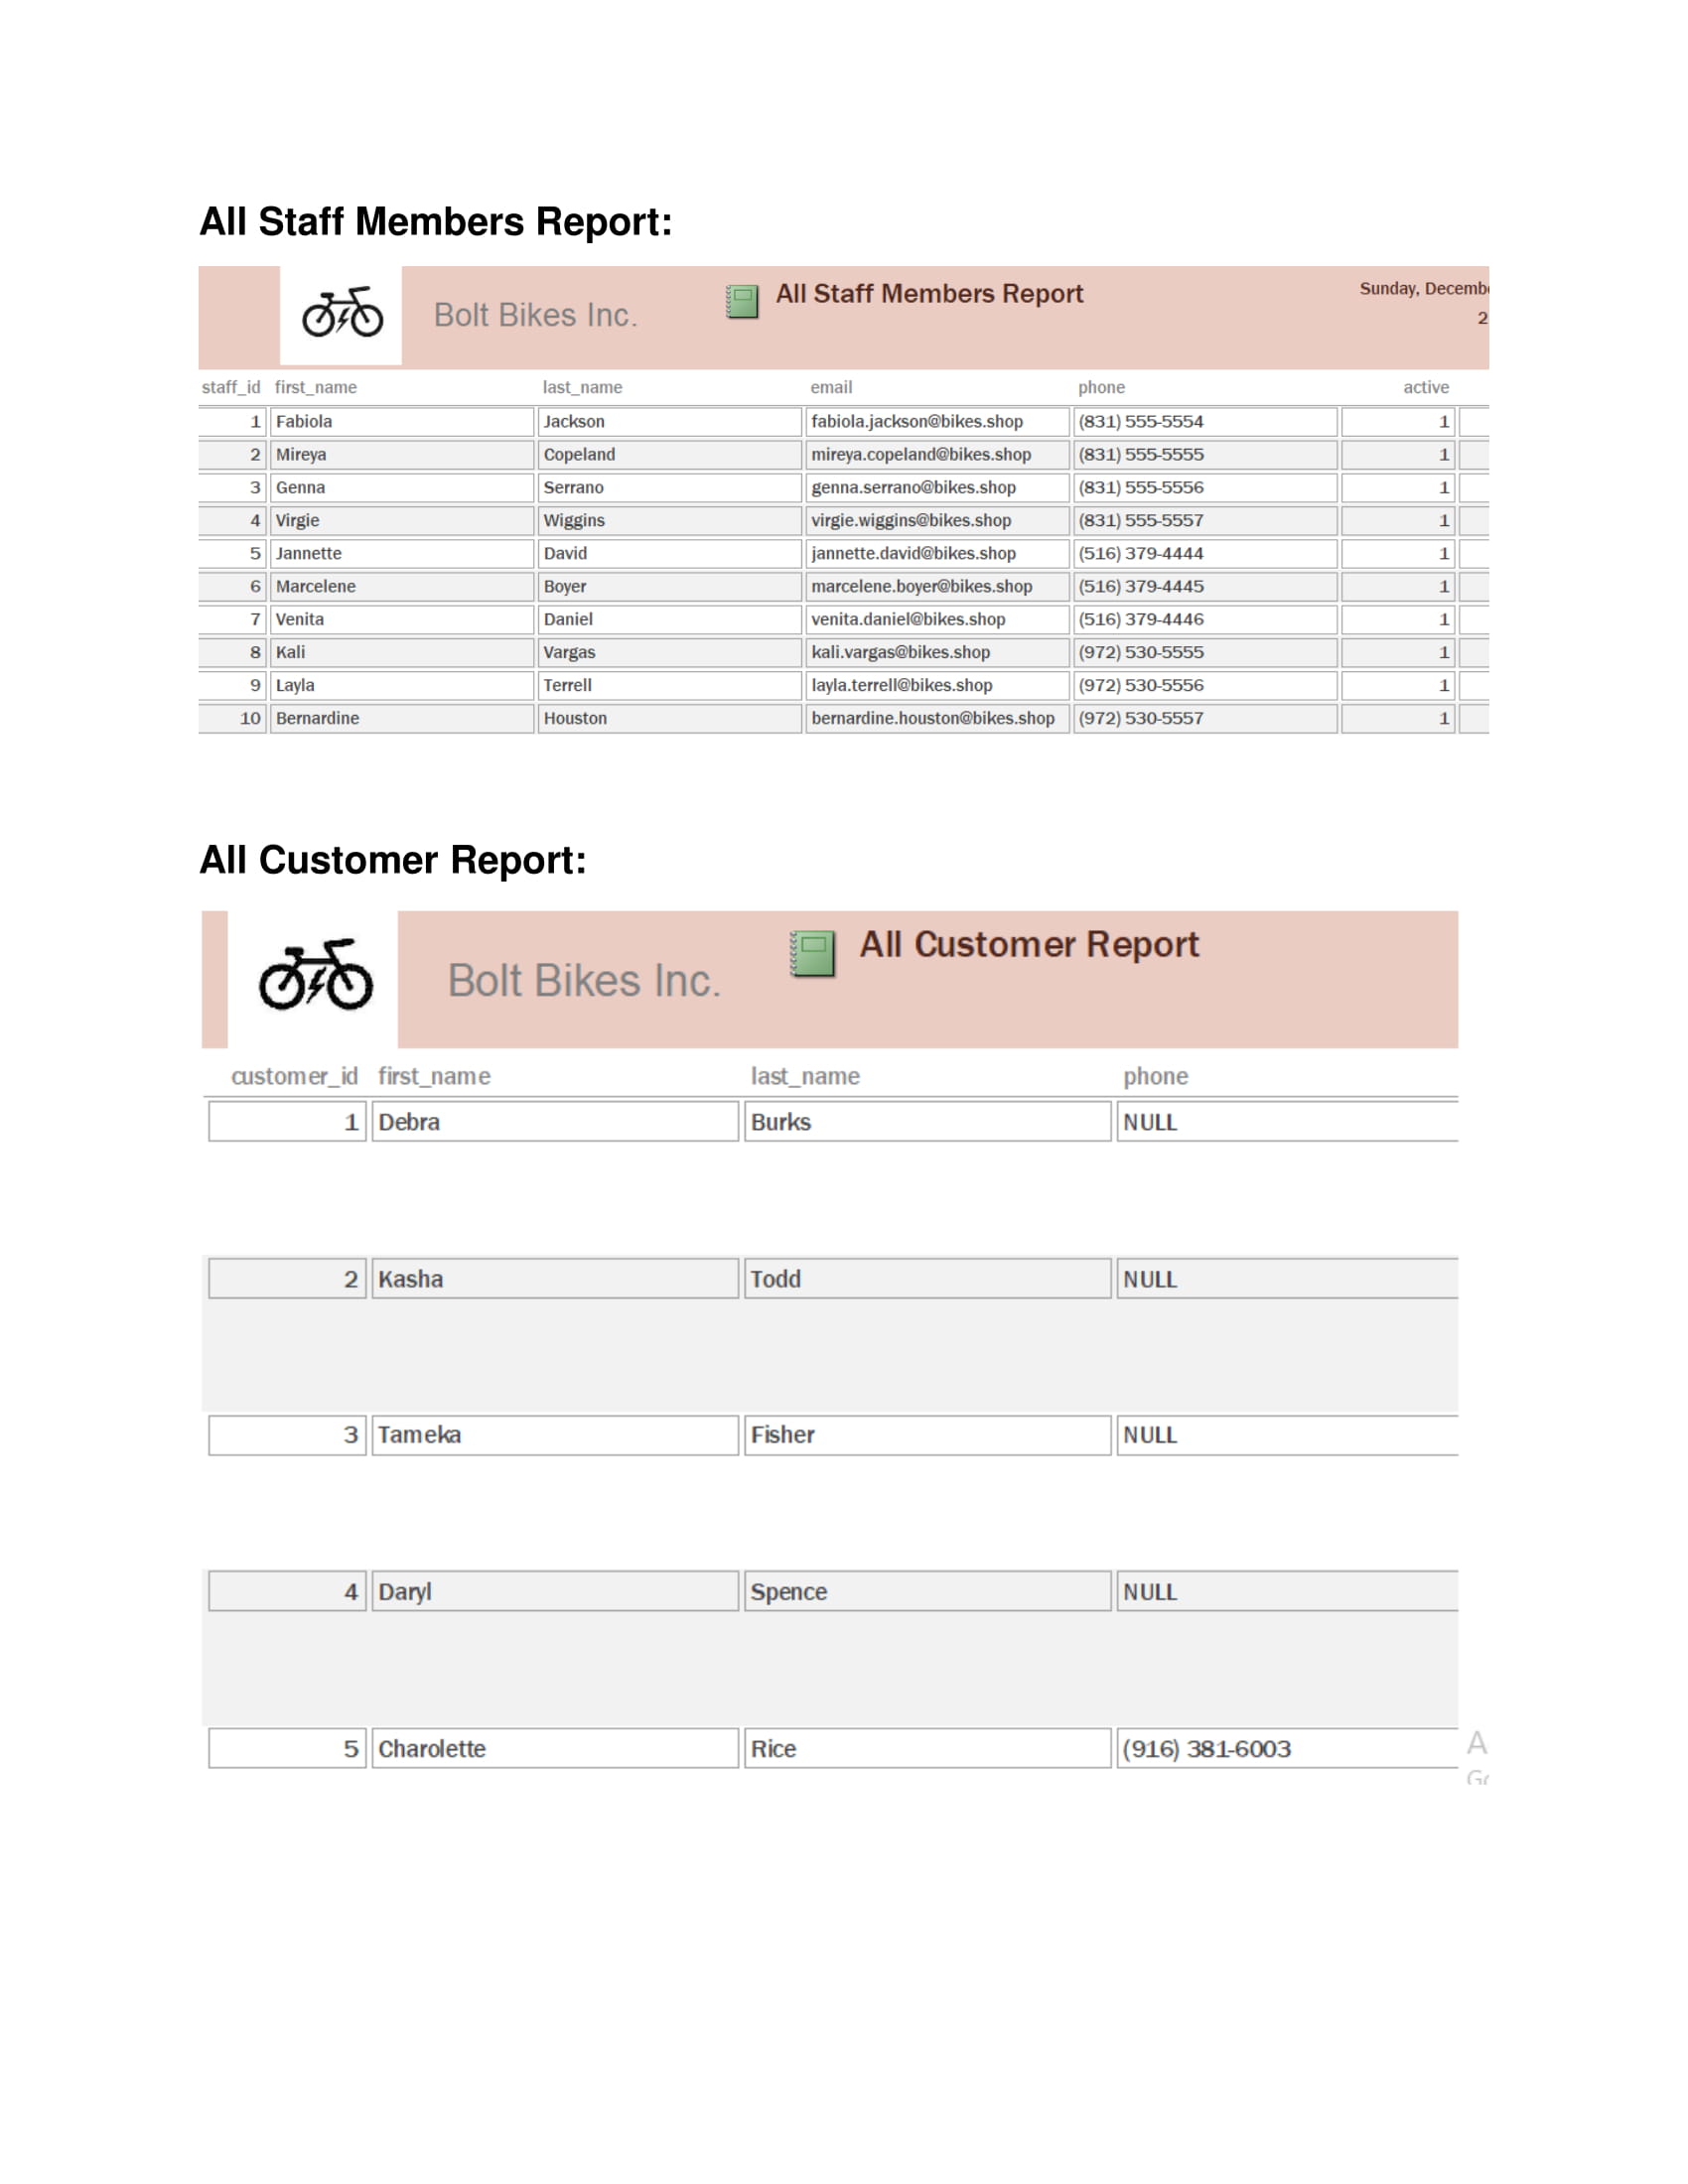 All Staff Members Report:
Bolt Bikes Inc.
All Staff Members Report
Sunday,
2
staff_id first_name last_name email phone active
1 Fabiola Jackson fabiola.jackson@bikes.shop (831) 555-5554 1
2 Mireya Copeland mireya.copeland@bikes.shop (831) 555-5555 1
3 Genna Serrano genna.serrano@bikes.shop (831) 555-5556 1
4 Virgie Wiggins virgie.wiggins@bikes.shop (831) 555-5557 1
5 Jannette David jannette.david@bikes.shop (516) 379-4444 1
6 Marcelene Boyer marcelene.boyer@bikes.shop (516) 379-4445 1
7 Venita Daniel venita.daniel@bikes.shop (516) 379-4446 1
8 Kali Vargas kali.vargas@bikes.shop (972) 530-5555 1
9 Layla Terrell layla.terrell@bikes.shop (972) 530-5556 1
10 Bernardine Houston bernardine.houston@bikes.shop (972) 530-5557 1
All Customer Report:
Bolt Bikes Inc.
All Customer Report
customer_id first_name last_name phone
1 Debra Burks NULL
2 Kasha Todd NULL
3 Tameka Fisher NULL
4 Daryl Spence NULL
5 Charolette Rice (916) 381-6003